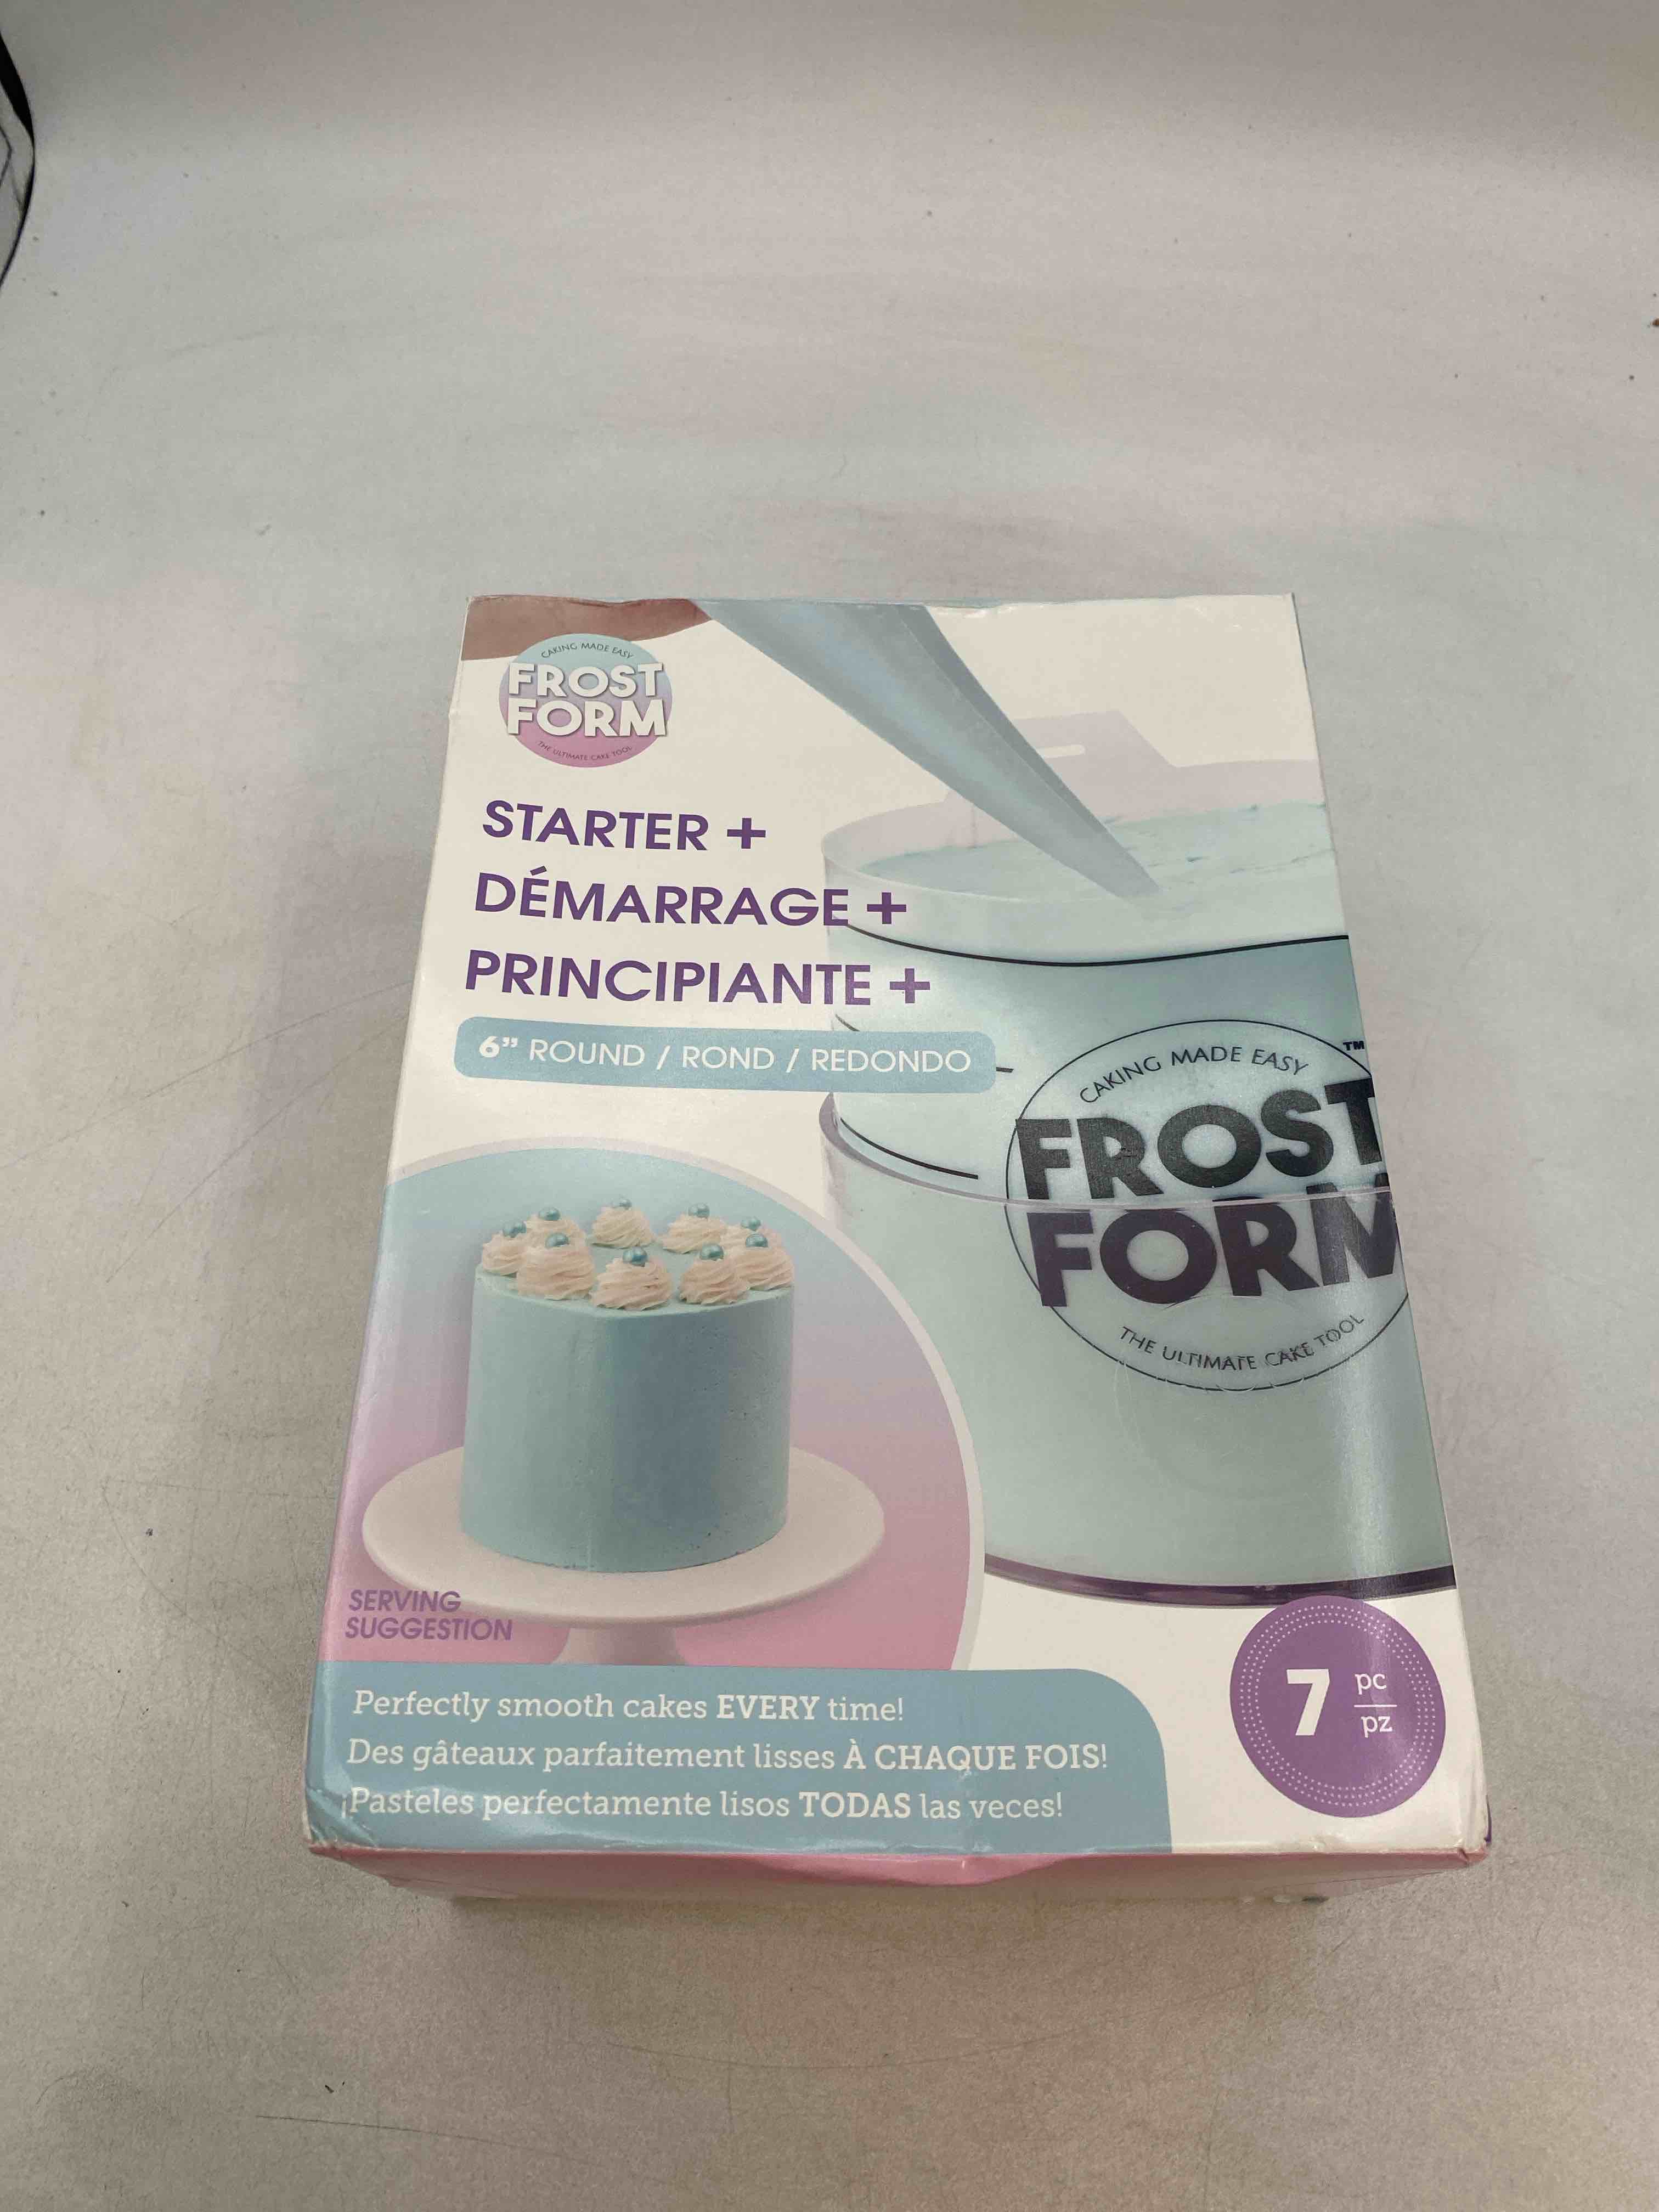 CAKING MADE EASY
FROST
FORM
THE ULTIMATE CAKE TOOL
STARTER +
DÉMARRAGE +
PRINCIPIANTE +
6” ROUND / ROND / REDONDO
CAKING MADE EASY
TM
FROST
FORM
THE ULTIMATE CAKE TOOL
SERVING
SUGGESTION
Perfectly smooth cakes EVERY time!
Des gâteaux parfaitement lisses À CHAQUE FOIS!
¡Pasteles perfectamente lisos TODAS las veces!
7 pc
pz